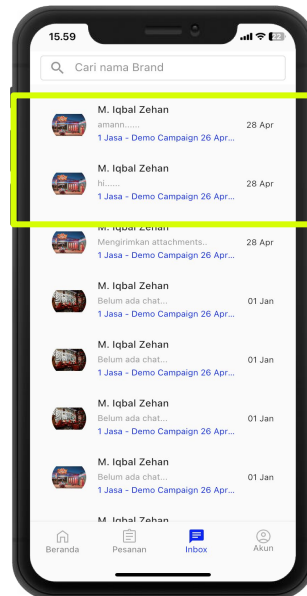 15.59
22
Cari nama Brand
M. Iqbal Zehan
amann......
28 Apr
1 Jasa - Demo Campaign 26 Apr...
M. Iqbal Zehan
hi......
28 Apr
1 Jasa - Demo Campaign 26 Apr...
M. Iqbal Zehan
Mengirimkan attachments..
28 Apr
1 Jasa - Demo Campaign 26 Apr...
M. Iqbal Zehan
Belum ada chat...
01 Jan
1 Jasa - Demo Campaign 26 Apr...
M. Iqbal Zehan
Belum ada chat...
01 Jan
1 Jasa - Demo Campaign 26 Apr...
M. Iqbal Zehan
Belum ada chat...
01 Jan
1 Jasa - Demo Campaign 26 Apr...
M. Iqbal Zehan
Belum ada chat...
01 Jan
1 Jasa - Demo Campaign 26 Apr...
M. Iqbal Zehan
Beranda
Pesanan
Inbox
Akun